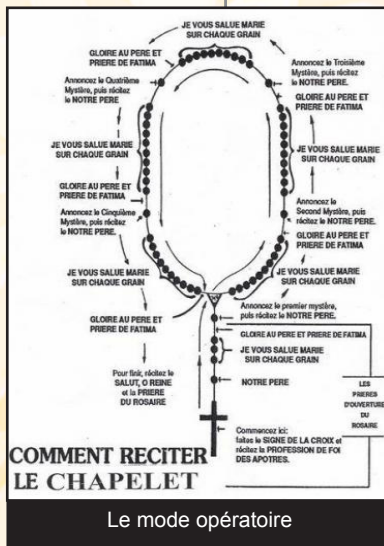 JE VOUS SALUE MARIE
SUR CHAQUE GRAIN
GLOIRE AU PERE ET
PRIERE DE FATIMA
Annoncez le Quatrième
Mystère, puis récitez
le NOTRE PERE
Annoncez le Troisième
Mystère, puis récitez
le NOTRE PERE.
GLOIRE AU PERE ET
PRIERE DE FATIMA
JE VOUS SALUE MARIE
SUR CHAQUE GRAIN
JE VOUS SALUE MARIE
SUR CHAQUE GRAIN
GLOIRE AU PERE ET
PRIERE DE FATIMA
Annoncez le Cinquième
Mystère, puis récitez
le NOTRE PERE.
Annoncez le
Second Mystère, puis
récitez le NOTRE PERE.
GLOIRE AU PERE ET
PRIERE DE FATIMA
JE VOUS SALUE MARIE
SUR CHAQUE GRAIN
JE VOUS SALUE MARIE
SUR CHAQUE GRAIN
GLOIRE AU PERE ET
PRIERE DE FATIMA
Annoncez le premier mystère,
puis récitez le NOTRE PERE.
GLOIRE AU PERE ET PRIERE DE FATIMA
JE VOUS SALUE MARIE
SUR CHAQUE GRAIN
NOTRE PERE
Pour finir, récitez le
SALUT, O REINE
et la PRIERE
DU ROSAIRE
LES
PRIERES
D'OUVERTURE
DU
ROSAIRE
Commencez ici:
faites le SIGNE DE LA CROIX et
récitez la PROFESSION DE FOI
DES APOTRES.
COMMENT RECITER
LE CHAPELET
Le mode opératoire